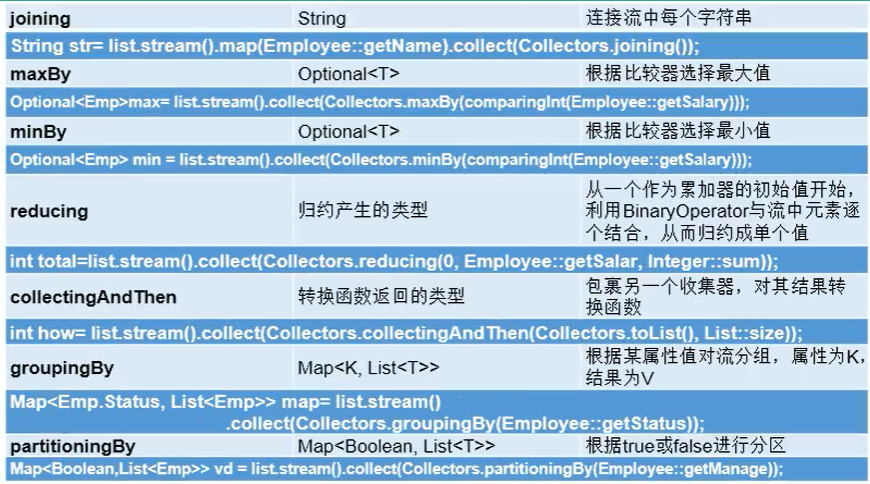 joining String 连接流中每个字符串
String str= list.stream().map(Employee::getName).collect(Collectors.joining());
maxBy Optional<T> 根据比较器选择最大值
Optional<Emp>max= list.stream().collect(Collectors.maxBy(comparingInt(Employee::getSalary)));
minBy Optional<T> 根据比较器选择最小值
Optional<Emp> min = list.stream().collect(Collectors.minBy(comparingInt(Employee::getSalary)));
reducing 归约产生的类型 从一个作为累加器的初始值开始，
利用BinaryOperator与流中元素逐
个结合，从而归约成单个值
int total=list.stream().collect(Collectors.reducing(0, Employee::getSalar, Integer::sum));
collectingAndThen 转换函数返回的类型 包裹另一个收集器，对其结果转
换函数
int how= list.stream().collect(Collectors.collectingAndThen(Collectors.toList(), List::size));
groupingBy Map<K, List<T>> 根据某属性值对流分组，属性为K，
结果为V
Map<Emp.Status, List<Emp>> map= list.stream()
.collect(Collectors.groupingBy(Employee::getStatus));
partitioningBy Map<Boolean, List<T>> 根据true或false进行分区
Map<Boolean,List<Emp>> vd = list.stream().collect(Collectors.partitioningBy(Employee::getManage));